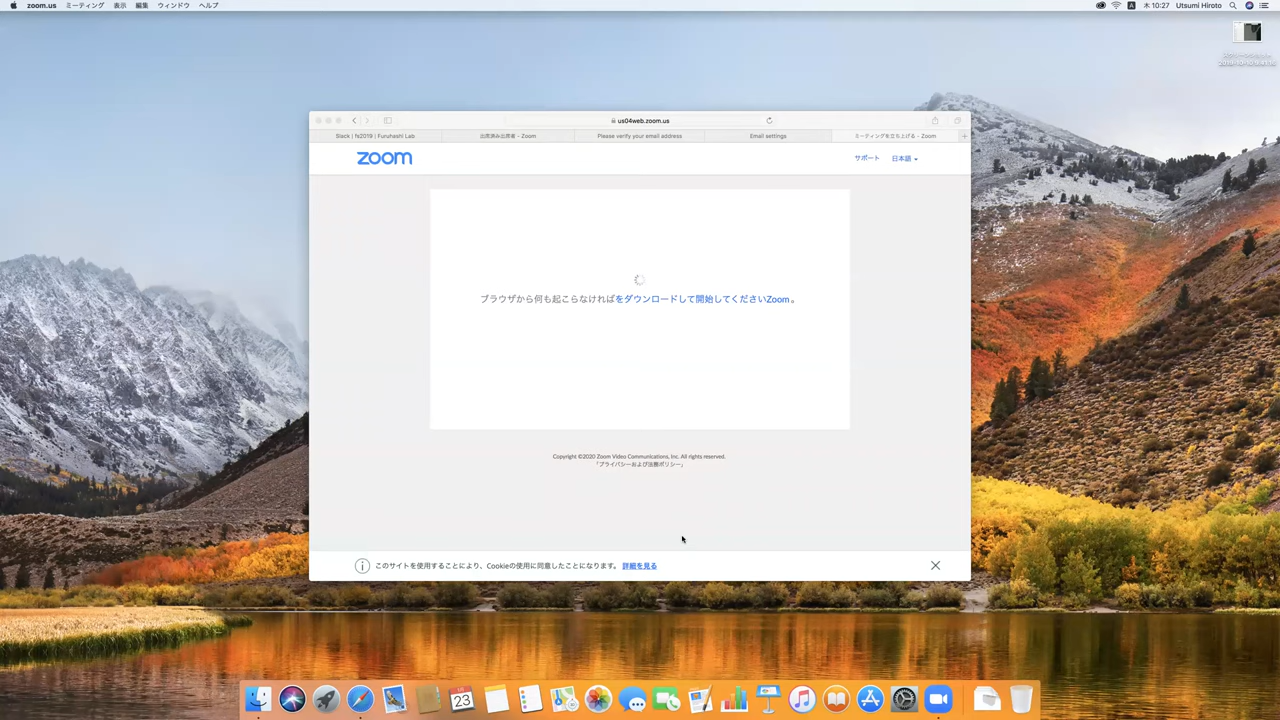 zoom.us ミーティング 表示 編集 ウィンドウ ヘルプ
A 木 10:27 Utsumi Hiroto
us04web.zoom.us
Slack | fs2019 | Furuhashi Lab
出席済み出席者 - Zoom
Please verify your email address
Email settings
ミーティングを立ち上げる - Zoom
zoom
サポート 日本語
ブラウザから何も起こらなければをダウンロードして開始してくださいZoom。
Copyright ©2020 Zoom Video Communications, Inc. All rights reserved.
「プライバシーおよび法務ポリシー」
このサイトを使用することにより、Cookieの使用に同意したことになります。 詳細を見る
23